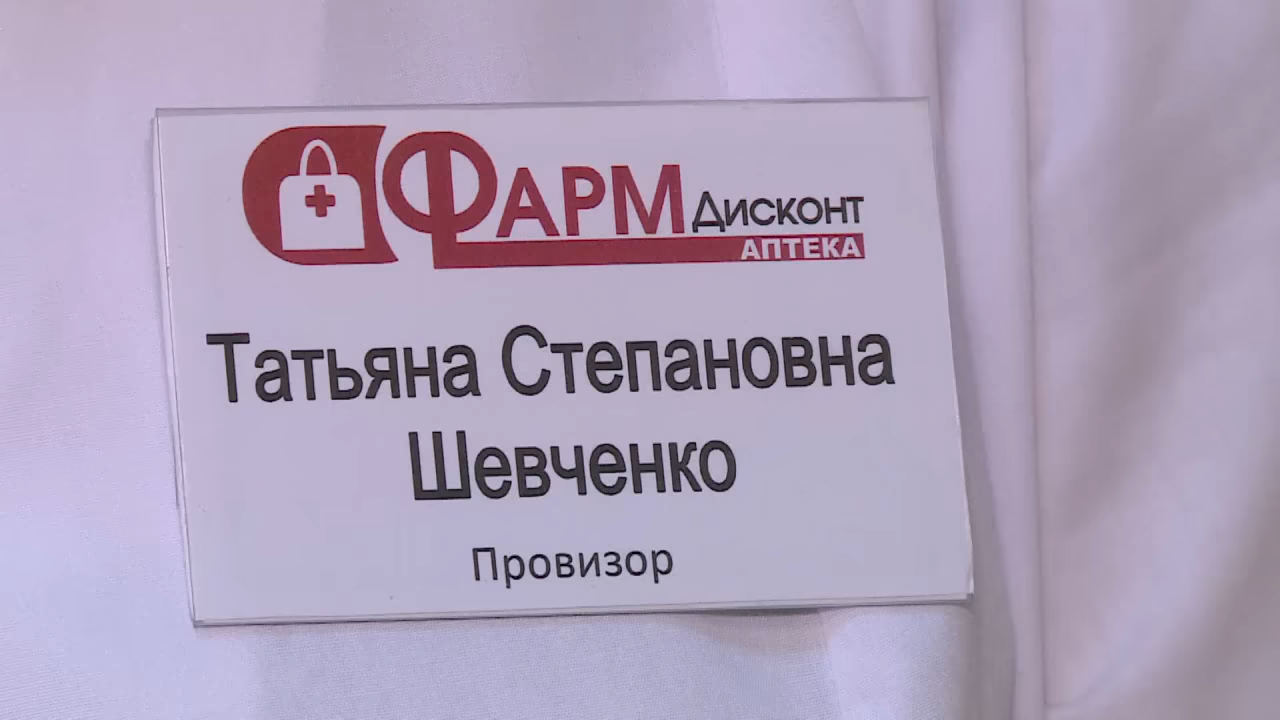 ФАРМ Дисконт
АПТЕКА
Татьяна Степановна
Шевченко
Провизор